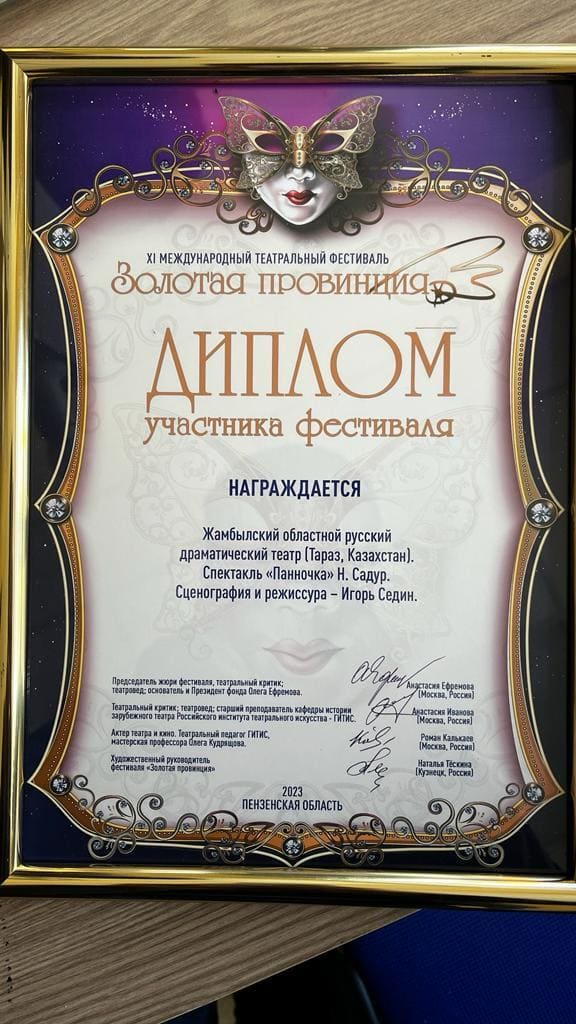 XI МЕЖДУНАРОДНЫЙ ТЕАТРАЛЬНЫЙ ФЕСТИВАЛЬ
Золотая провинция
ДИПЛОМ
участника фестиваля
НАГРАЖДАЕТСЯ
Жамбылский областной русский
драматический театр (Тараз, Казахстан).
Спектакль «Панночка» Н. Садур.
Сценография и режиссура – Игорь Седин.
Председатель жюри фестиваля, театральный критик;
театровед; основатель и Президент фонда Олега Ефремова.
Анастасия Ефремова
(Москва, Россия)
Театральный критик; театровед; старший преподаватель кафедры истории
зарубежного театра Российского института театрального искусства - ГИТИС.
Анастасия Иванова
(Москва, Россия)
Актер театра и кино. Театральный педагог ГИТИС,
мастерская профессора Олега Кудряшова.
Роман Калькаев
(Москва, Россия)
Художественный руководитель
фестиваля «Золотая провинция»
Наталья Тёскина
(Кузнецк, Россия)
2023
ПЕНЗЕНСКАЯ ОБЛАСТЬ